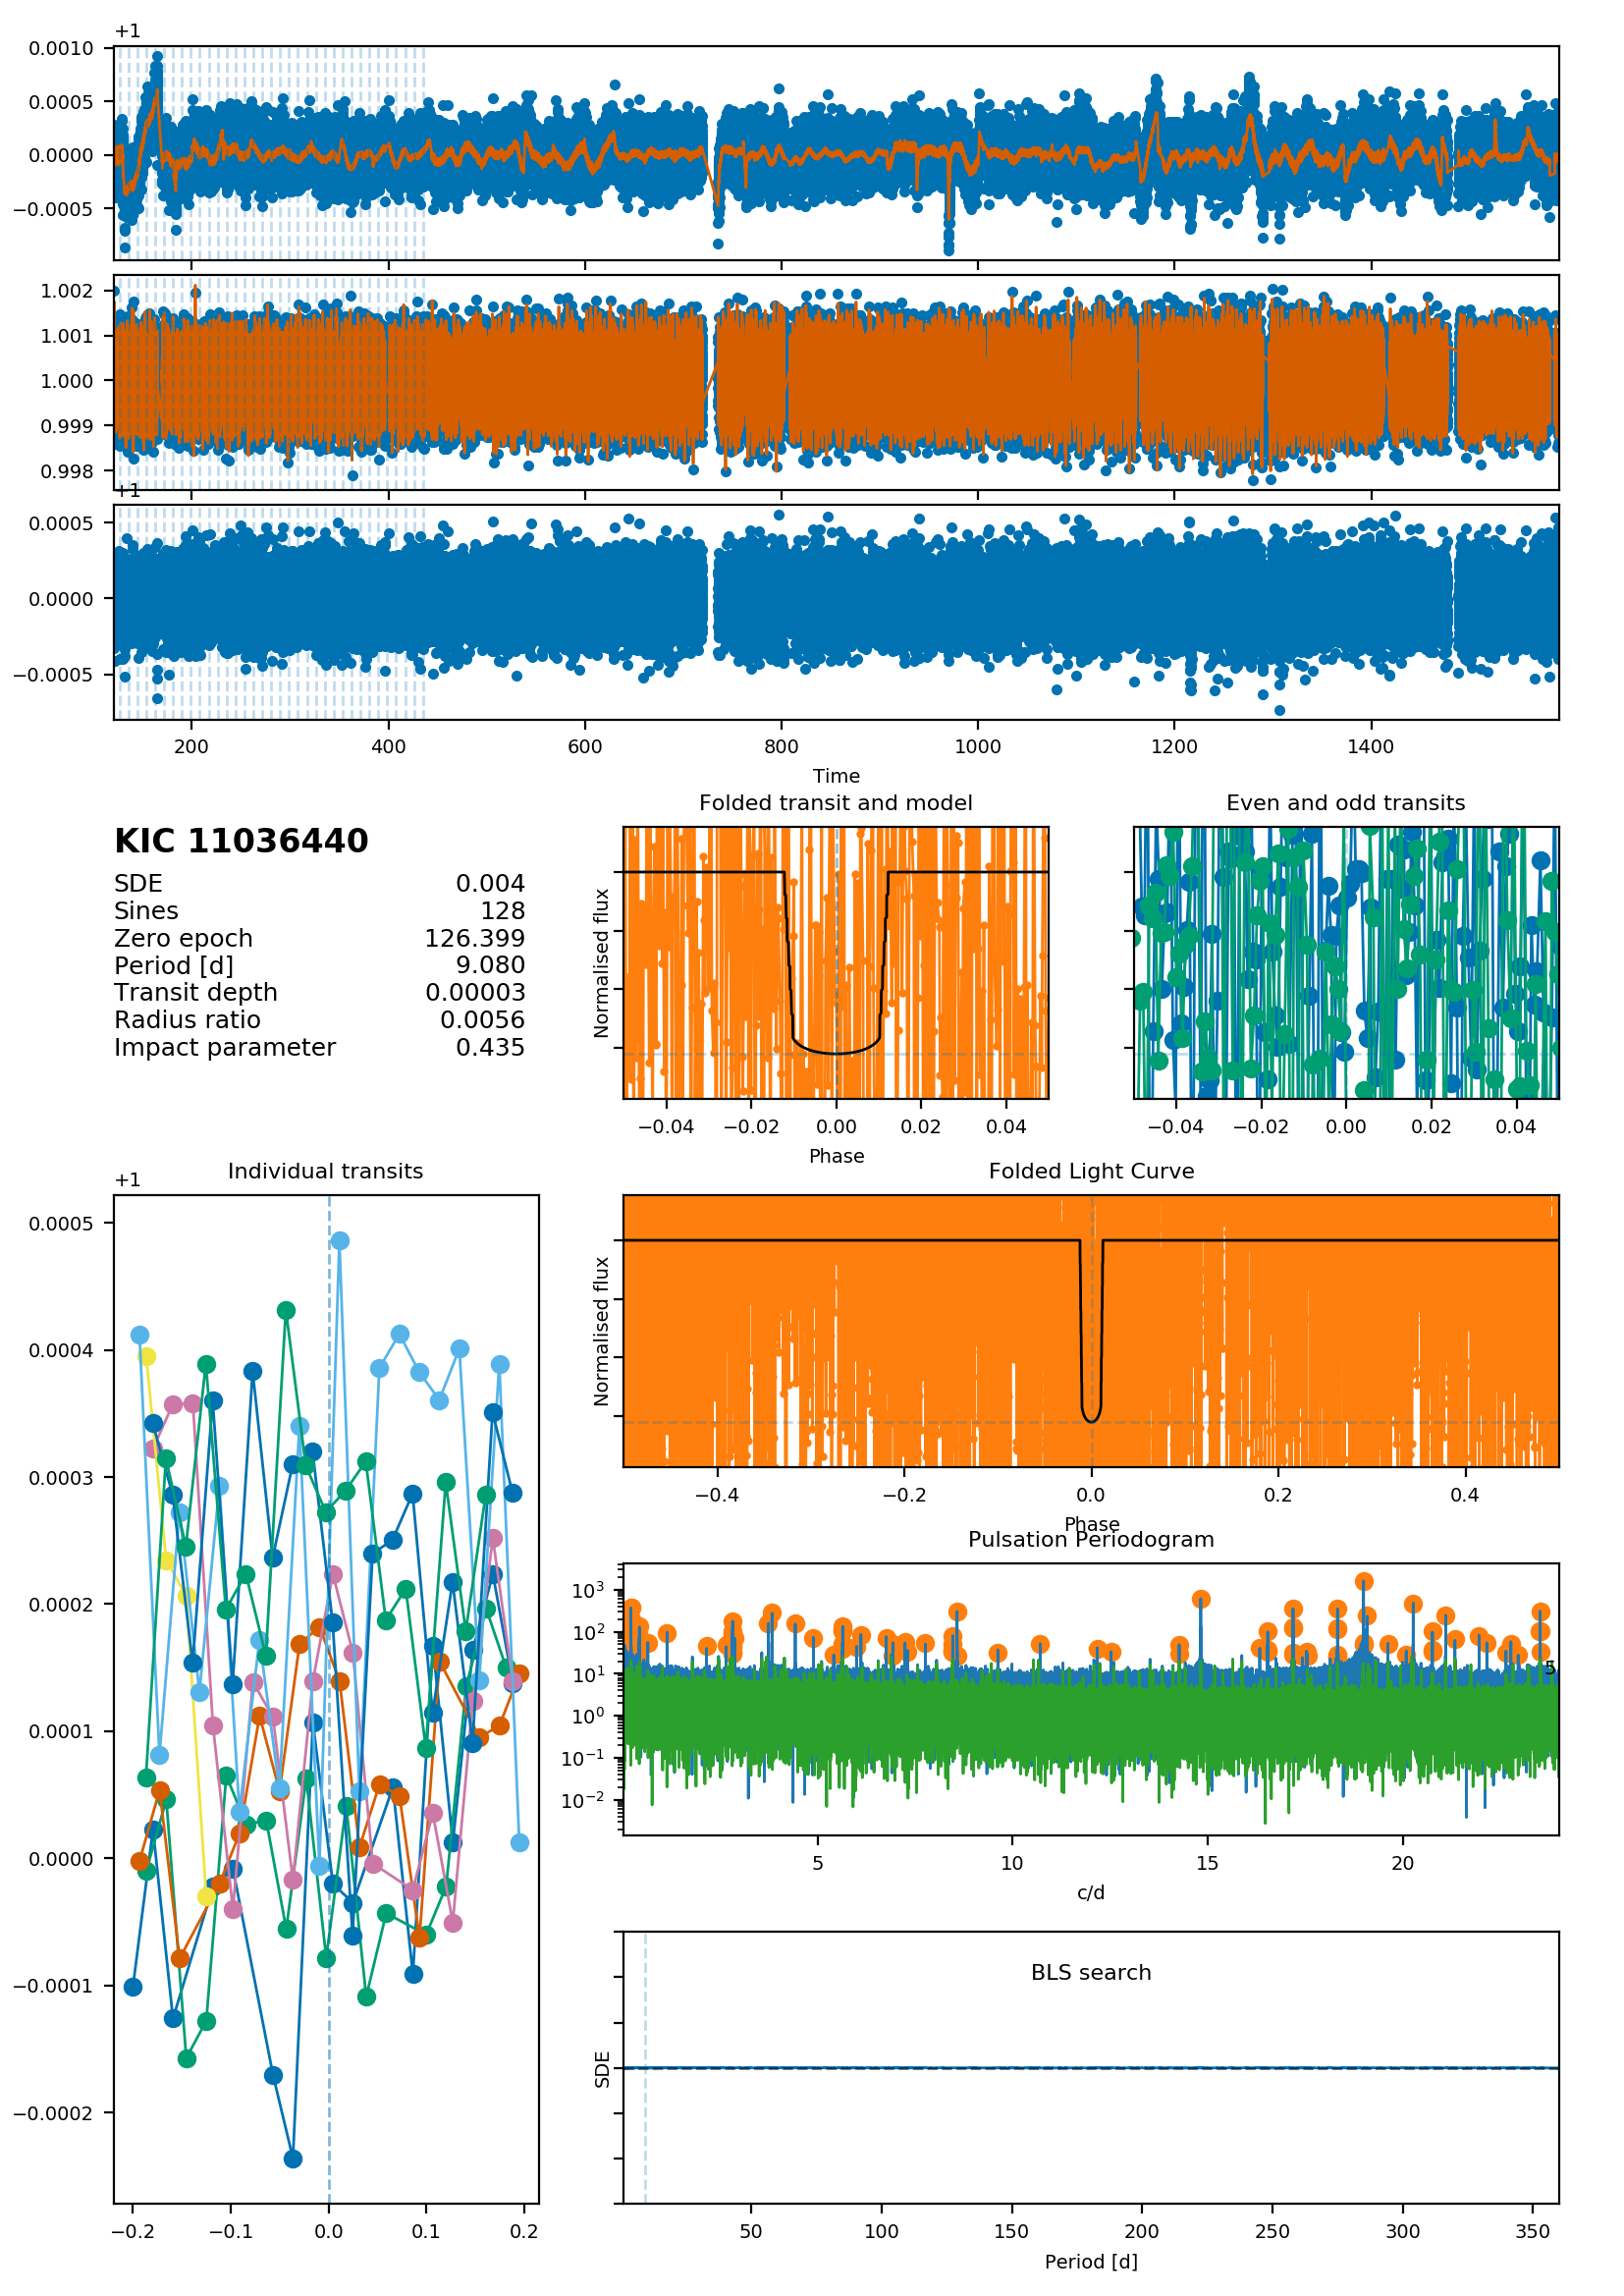 +1
0.0010
0.0005
0.0000
−0.0005
1.002
1.001
1.000
0.999
0.998
+1
0.0005
0.0000
−0.0005
200 400 600 800 1000 1200 1400
Time
KIC 11036440
SDE 0.004
Sines 128
Zero epoch 126.399
Period [d] 9.080
Transit depth 0.00003
Radius ratio 0.0056
Impact parameter 0.435
Folded transit and model
Normalised flux
−0.04 −0.02 0.00 0.02 0.04
Phase
Even and odd transits
−0.04 −0.02 0.00 0.02 0.04
Individual transits
+1
0.0005
0.0004
0.0003
0.0002
0.0001
0.0000
−0.0001
−0.0002
−0.2 −0.1 0.0 0.1 0.2
Folded Light Curve
Normalised flux
−0.4 −0.2 0.0 0.2 0.4
Phase
Pulsation Periodogram
10³
10²
10¹
10⁰
10⁻¹
10⁻²
5
5 10 15 20
c/d
BLS search
SDE
50 100 150 200 250 300 350
Period [d]